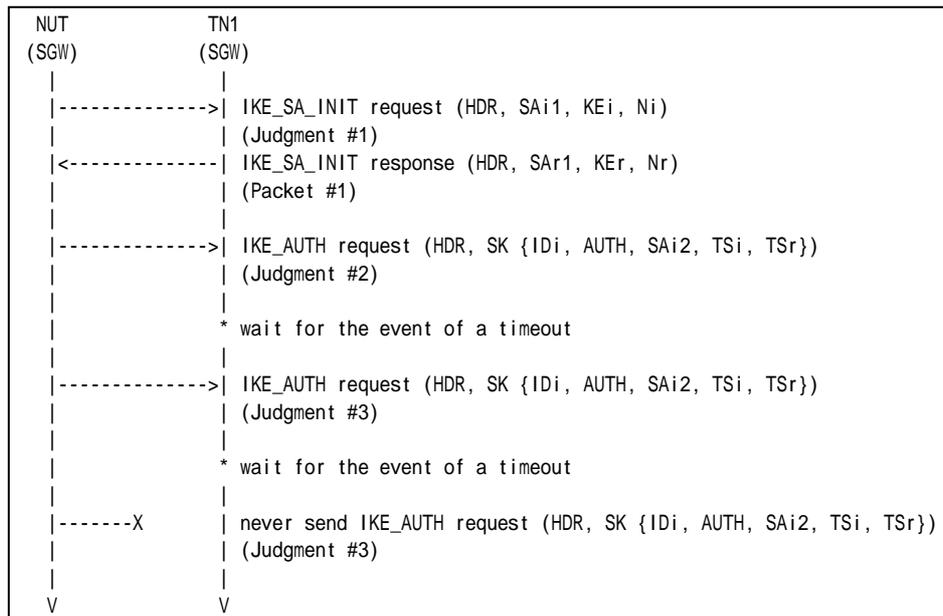 NUT TN1
(SGW) (SGW)
| |
|-------------->| IKE_SA_INIT request (HDR, SAi1, KEi, Ni)
| | (Judgment #1)
|<--------------| IKE_SA_INIT response (HDR, SAr1, KEr, Nr)
| | (Packet #1)
| |
|-------------->| IKE_AUTH request (HDR, SK {IDi, AUTH, SAi2, TSi, TSr})
| | (Judgment #2)
| |
| * wait for the event of a timeout
| |
|-------------->| IKE_AUTH request (HDR, SK {IDi, AUTH, SAi2, TSi, TSr})
| | (Judgment #3)
| |
| * wait for the event of a timeout
| |
|-------X | never send IKE_AUTH request (HDR, SK {IDi, AUTH, SAi2, TSi, TSr})
| | (Judgment #3)
| |
V V